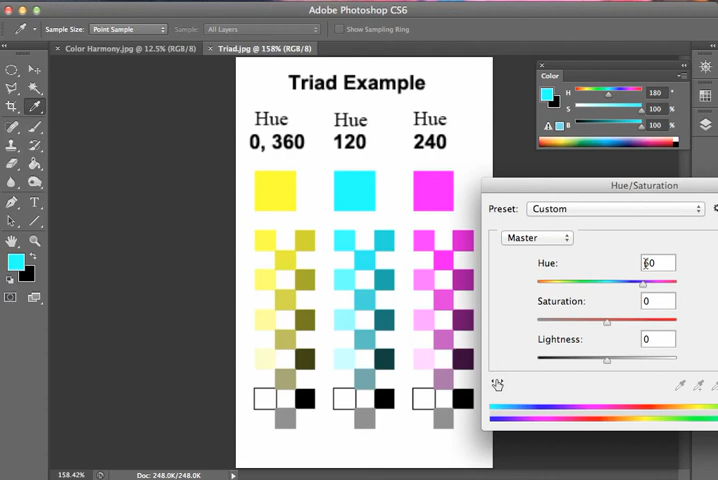 Adobe Photoshop CS6
Sample Size: Point Sample
Sample: All Layers
Show Sampling Ring
× Color Harmony.jpg @ 12.5% (RGB/8)
× Triad.jpg @ 158% (RGB/8)
Triad Example
Hue Hue Hue
0, 360 120 240
Color
H 180 °
S 100 %
B 100 %
Hue/Saturation
Preset: Custom
Master
Hue: 60
Saturation: 0
Lightness: 0
158.42%
Doc: 248.0K/248.0K